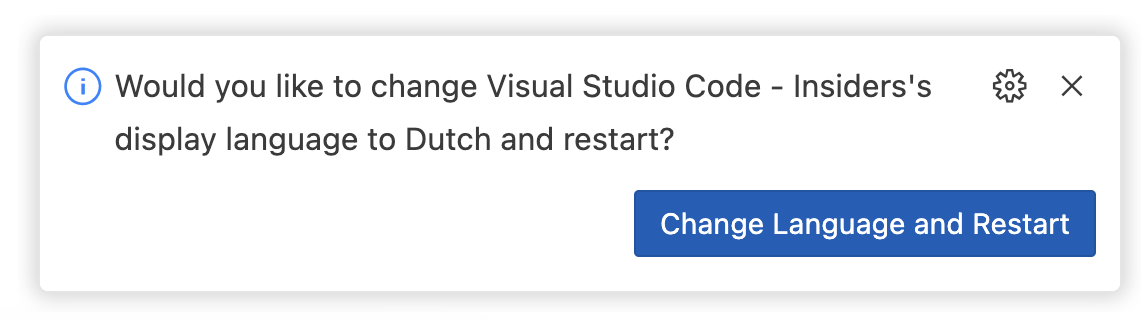 Would you like to change Visual Studio Code - Insiders's
display language to Dutch and restart?
Change Language and Restart